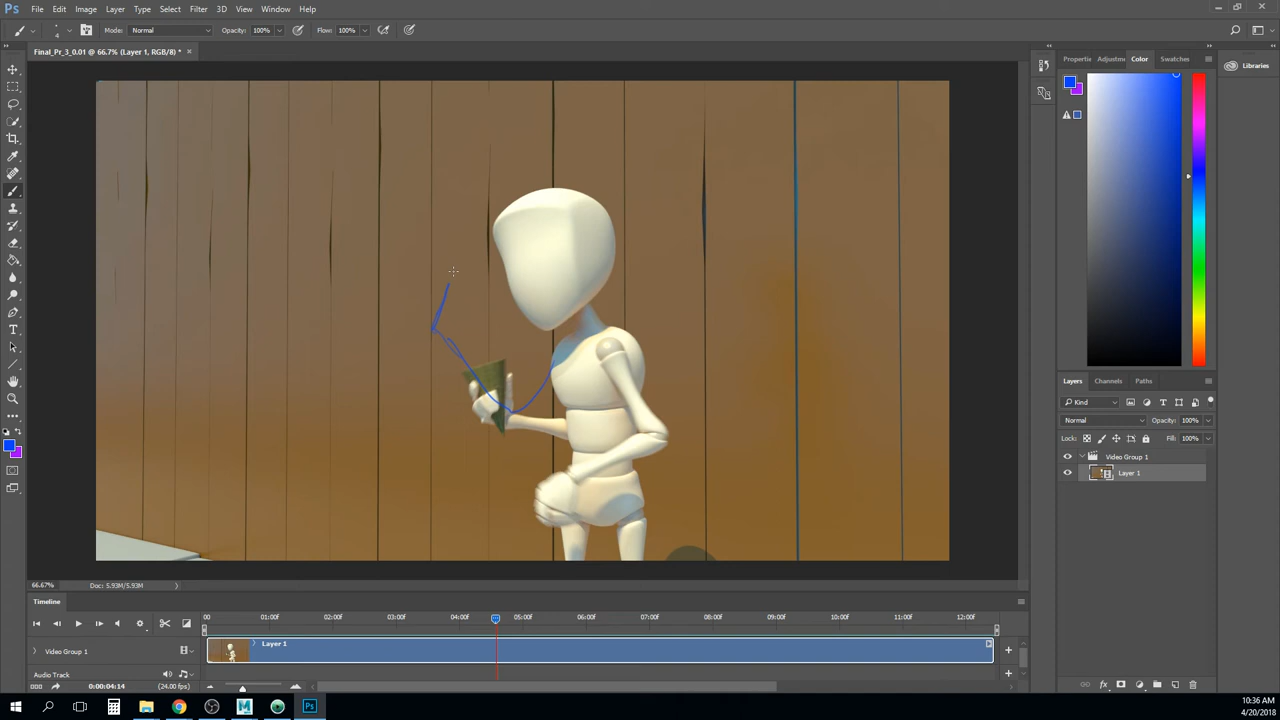 Ps File Edit Image Layer Type Select Filter 3D View Window Help
4 Mode: Normal Opacity: 100% Flow: 100%
Final_Pr_3_0.01 @ 66.7% (Layer 1, RGB/8) * ×
Properti Adjustm Color Swatches
Libraries
T
Layers Channels Paths
Kind
Normal Opacity: 100%
Lock: Fill: 100%
Video Group 1
Layer 1
66.67% Doc: 5.93M/5.93M
Timeline
00 01:00f 02:00f 03:00f 04:00f 05:00f 06:00f 07:00f 08:00f 09:00f 10:00f 11:00f 12:00f
Video Group 1 Layer 1
Audio Track
0:00:04:14 (24.00 fps)
10:36 AM
4/20/2018